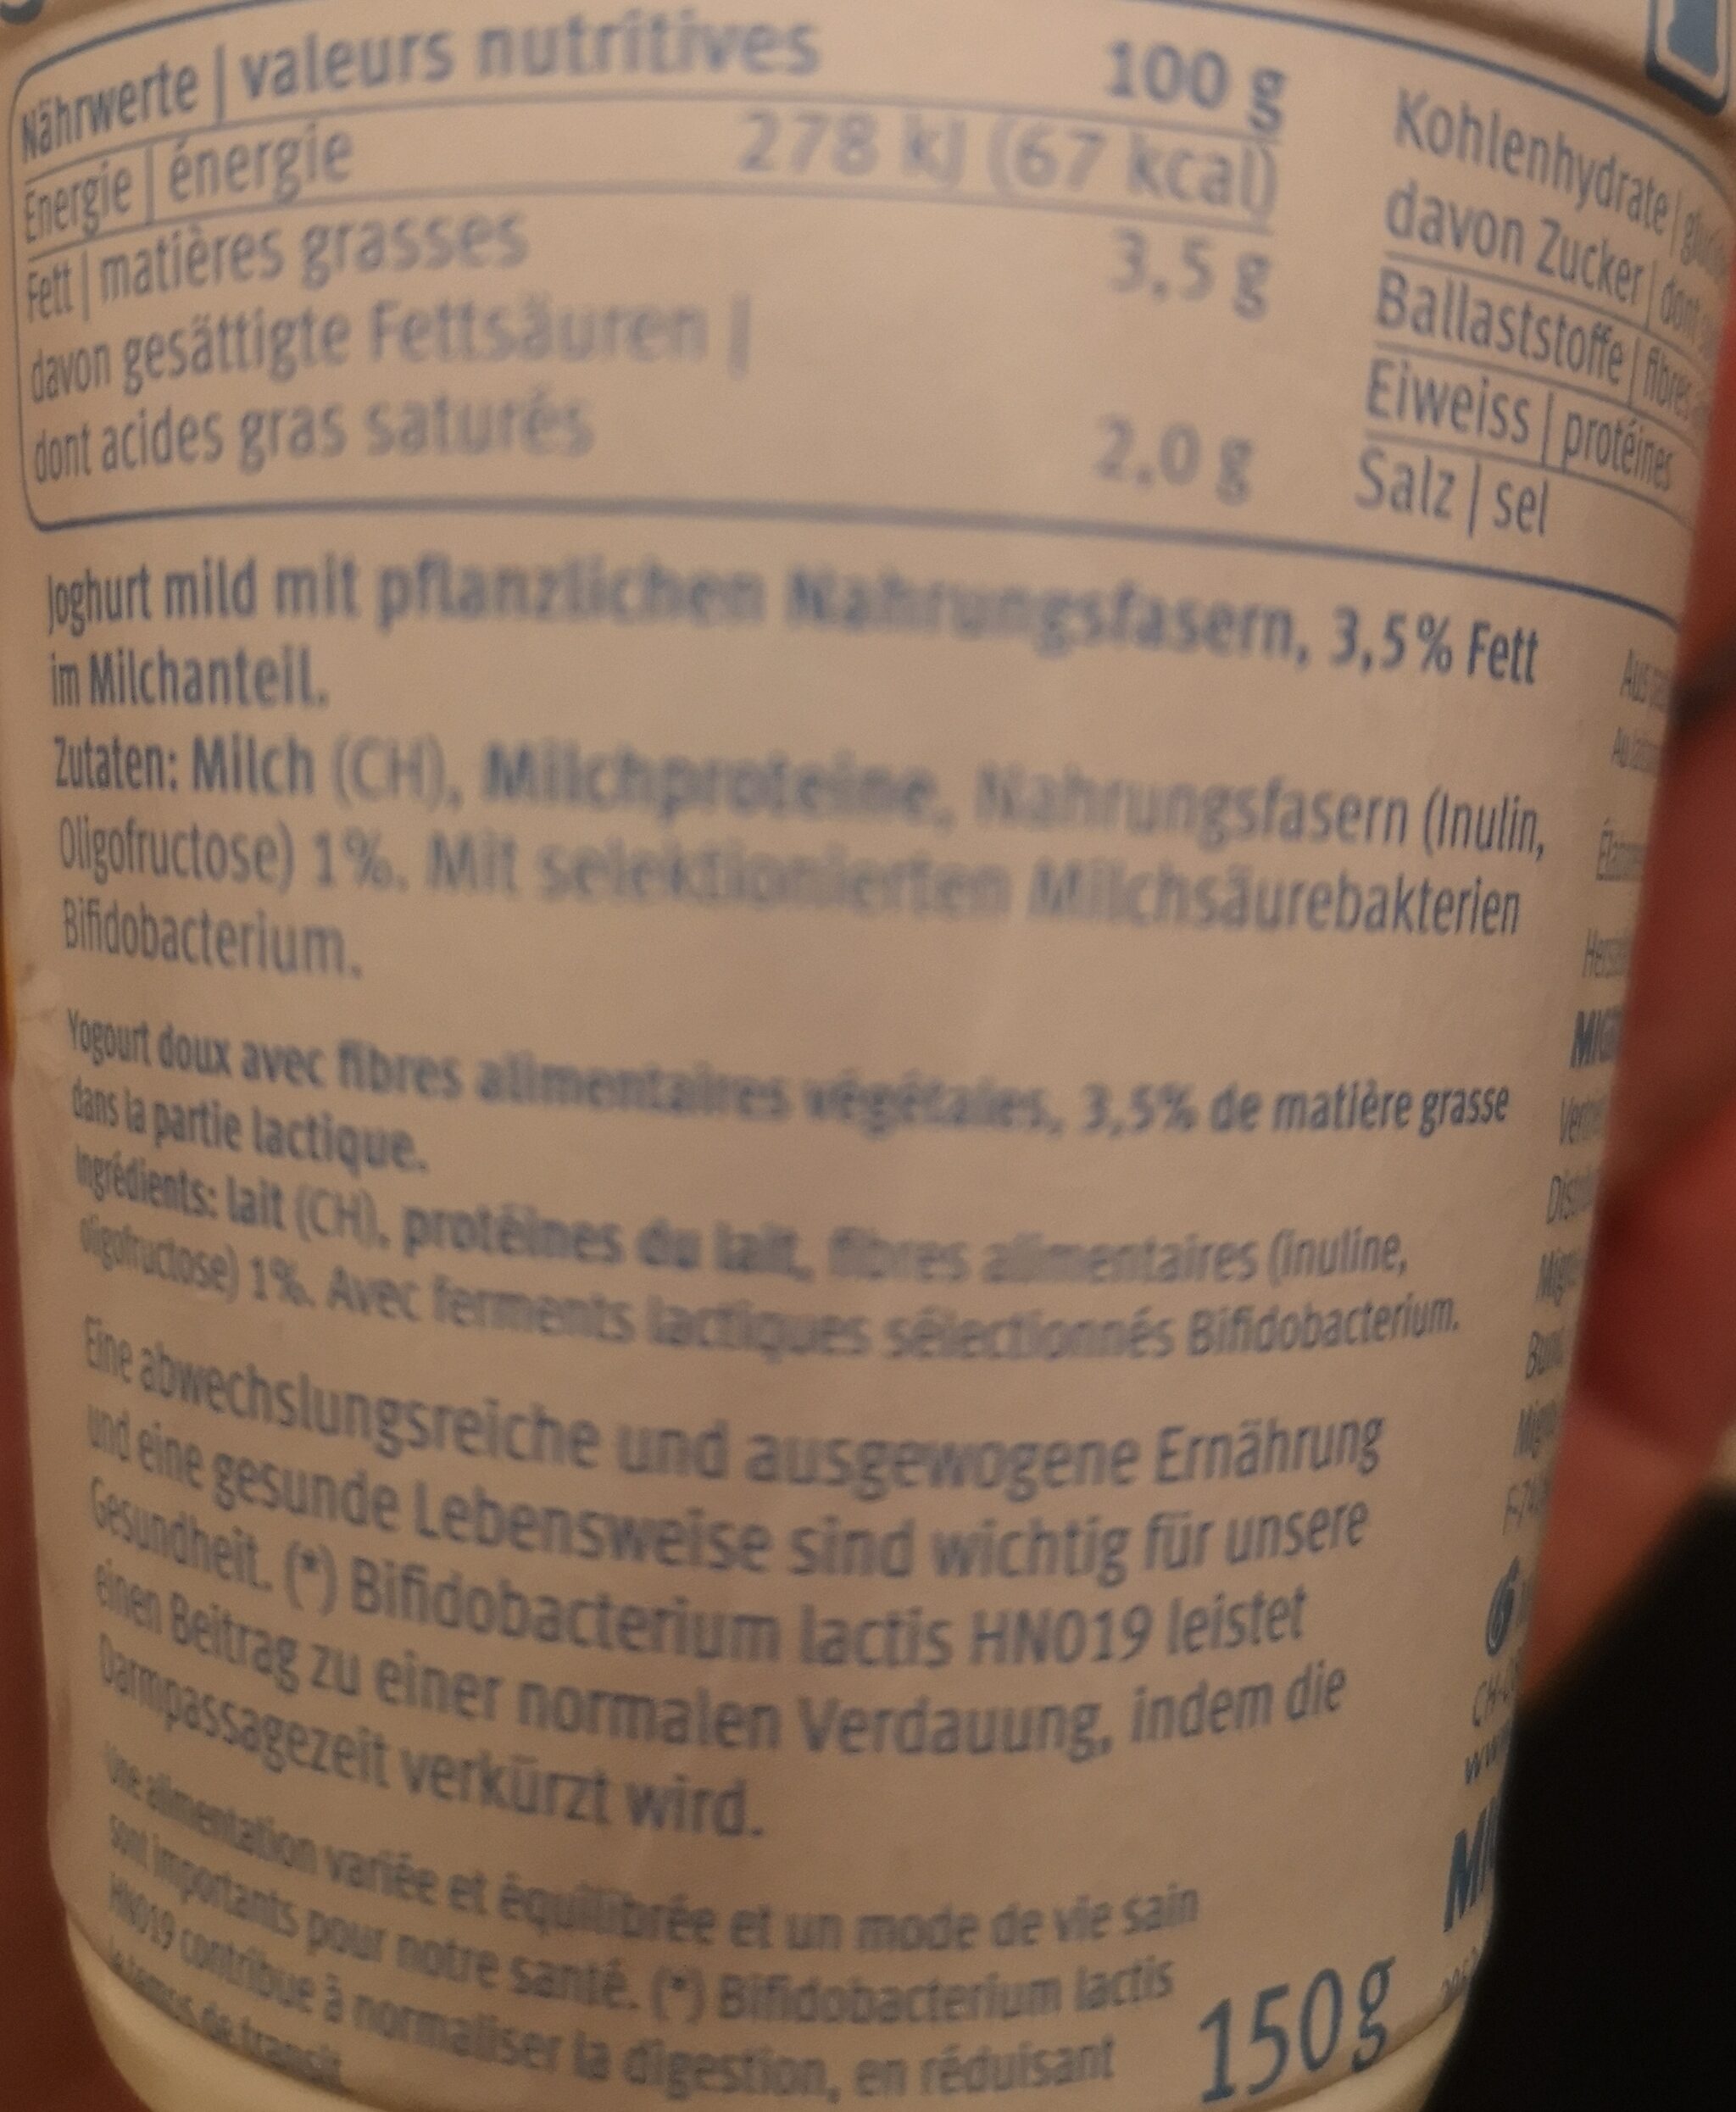 Nährwerte | valeurs nutritives 100 g
Energie | énergie 278 kJ (67 kcal)
Fett | matières grasses 3,5 g
davon gesättigte Fettsäuren |
dont acides gras saturés 2,0 g
Kohlenhydrate |
davon Zucker | dont
Ballaststoffe | fibres
Eiweiss | protéines
Salz | sel
Joghurt mild mit pflanzlichen Nahrungsfasern, 3,5% Fett
im Milchanteil.
Zutaten: Milch (CH), Milchproteine, Nahrungsfasern (Inulin,
Oligofructose) 1%. Mit selektionierten Milchsäurebakterien
Bifidobacterium.
Yogourt doux avec fibres alimentaires végétales, 3,5% de matière grasse
dans la partie lactique.
Ingrédients: lait (CH), protéines du lait, fibres alimentaires (inuline,
oligofructose) 1%. Avec ferments lactiques sélectionnés Bifidobacterium.
Eine abwechslungsreiche und ausgewogene Ernährung
und eine gesunde Lebensweise sind wichtig für unsere
Gesundheit. (*) Bifidobacterium lactis HN019 leistet
einen Beitrag zu einer normalen Verdauung, indem die
Darmpassagezeit verkürzt wird.
Une alimentation variée et équilibrée et un mode de vie sain
sont importants pour notre santé. (*) Bifidobacterium lactis
HN019 contribue à normaliser la digestion, en réduisant
le temps de transit
150g